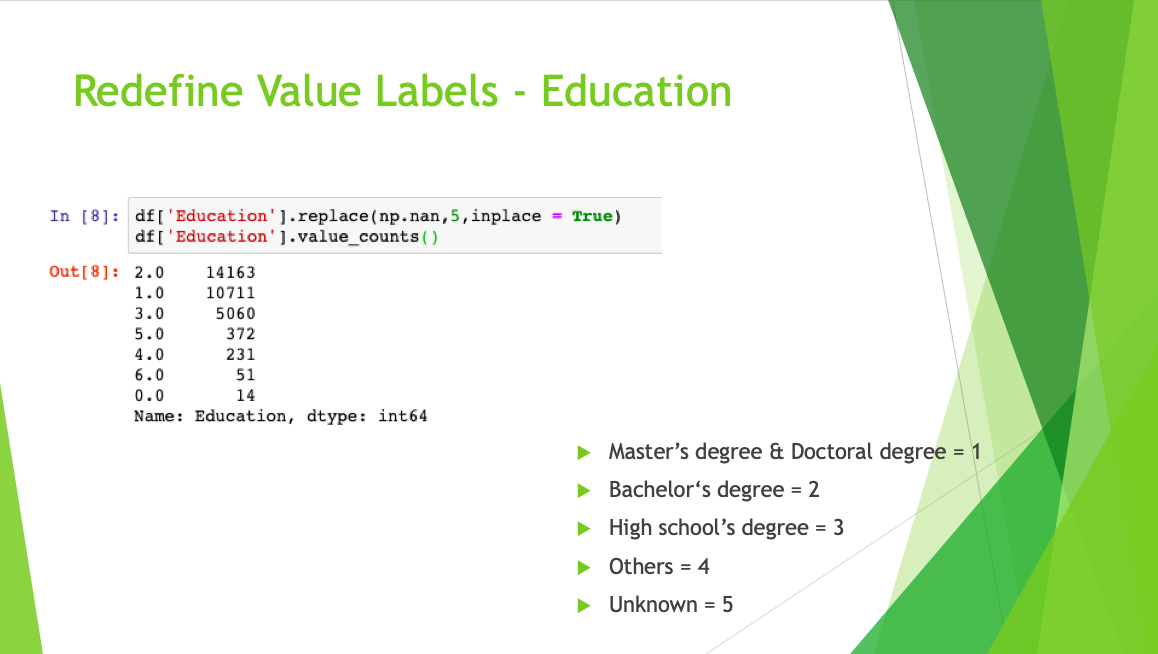 Redefine Value Labels - Education
In [8]: df['Education'].replace(np.nan,5,inplace = True)
df['Education'].value_counts()
Out[8]: 2.0 14163
1.0 10711
3.0 5060
5.0 372
4.0 231
6.0 51
0.0 14
Name: Education, dtype: int64
Master’s degree & Doctoral degree = 1
Bachelor‘s degree = 2
High school’s degree = 3
Others = 4
Unknown = 5